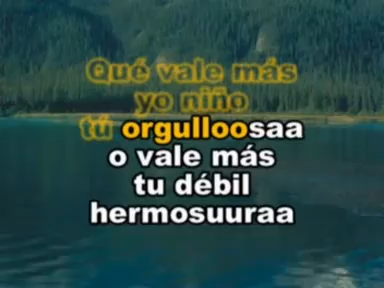 Qué vale más
yo niño
tú orgulloosaa
o vale más
tu débil
hermosuuraa